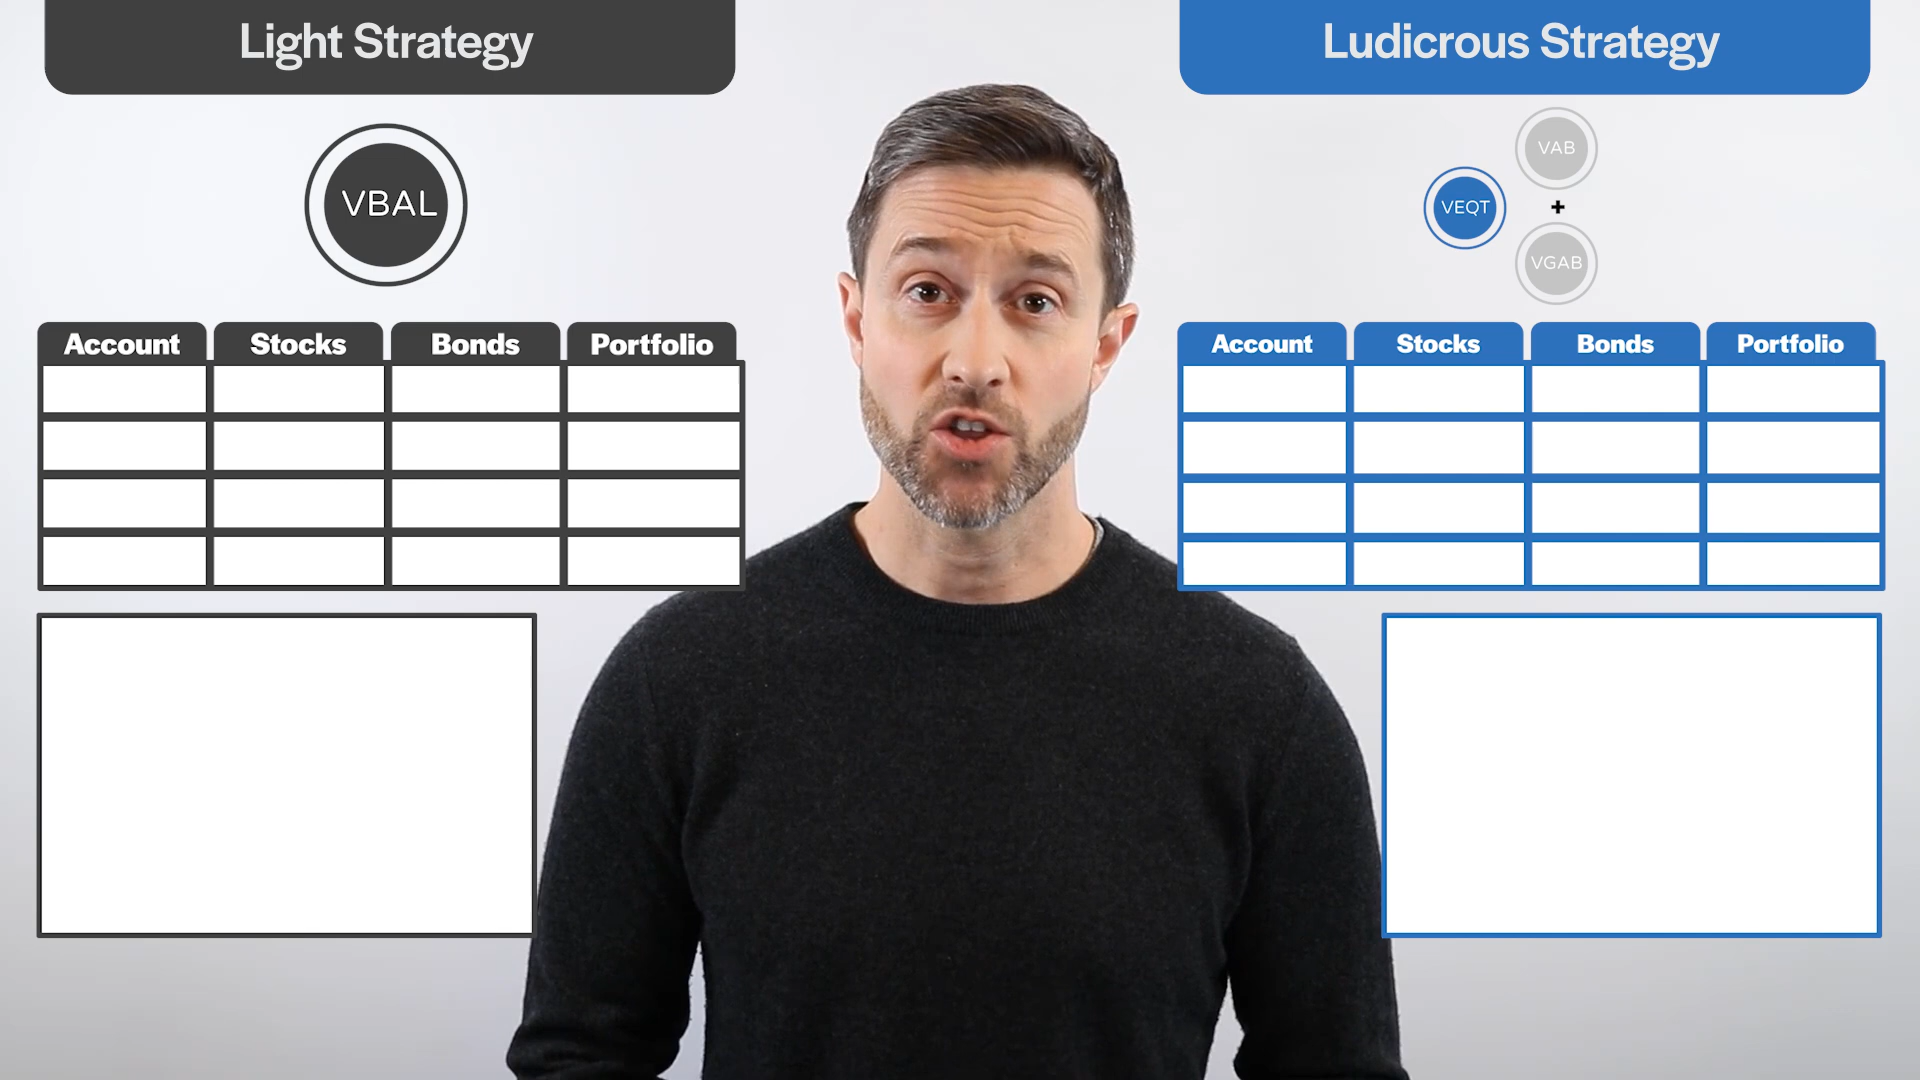 Light Strategy
VBAL
Account Stocks Bonds Portfolio
Ludicrous Strategy
VAB
VEQT
+
VGAB
Account Stocks Bonds Portfolio